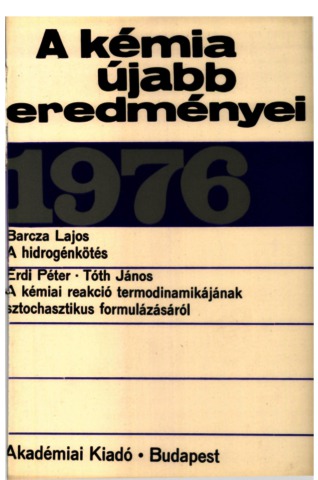 A kémia
újabb
eredményei
1976
Barcza Lajos
A hidrogénkötés
Érdi Péter · Tóth János
A kémiai reakció termodinamikájának
sztochasztikus formulázásáról
Akadémiai Kiadó • Budapest